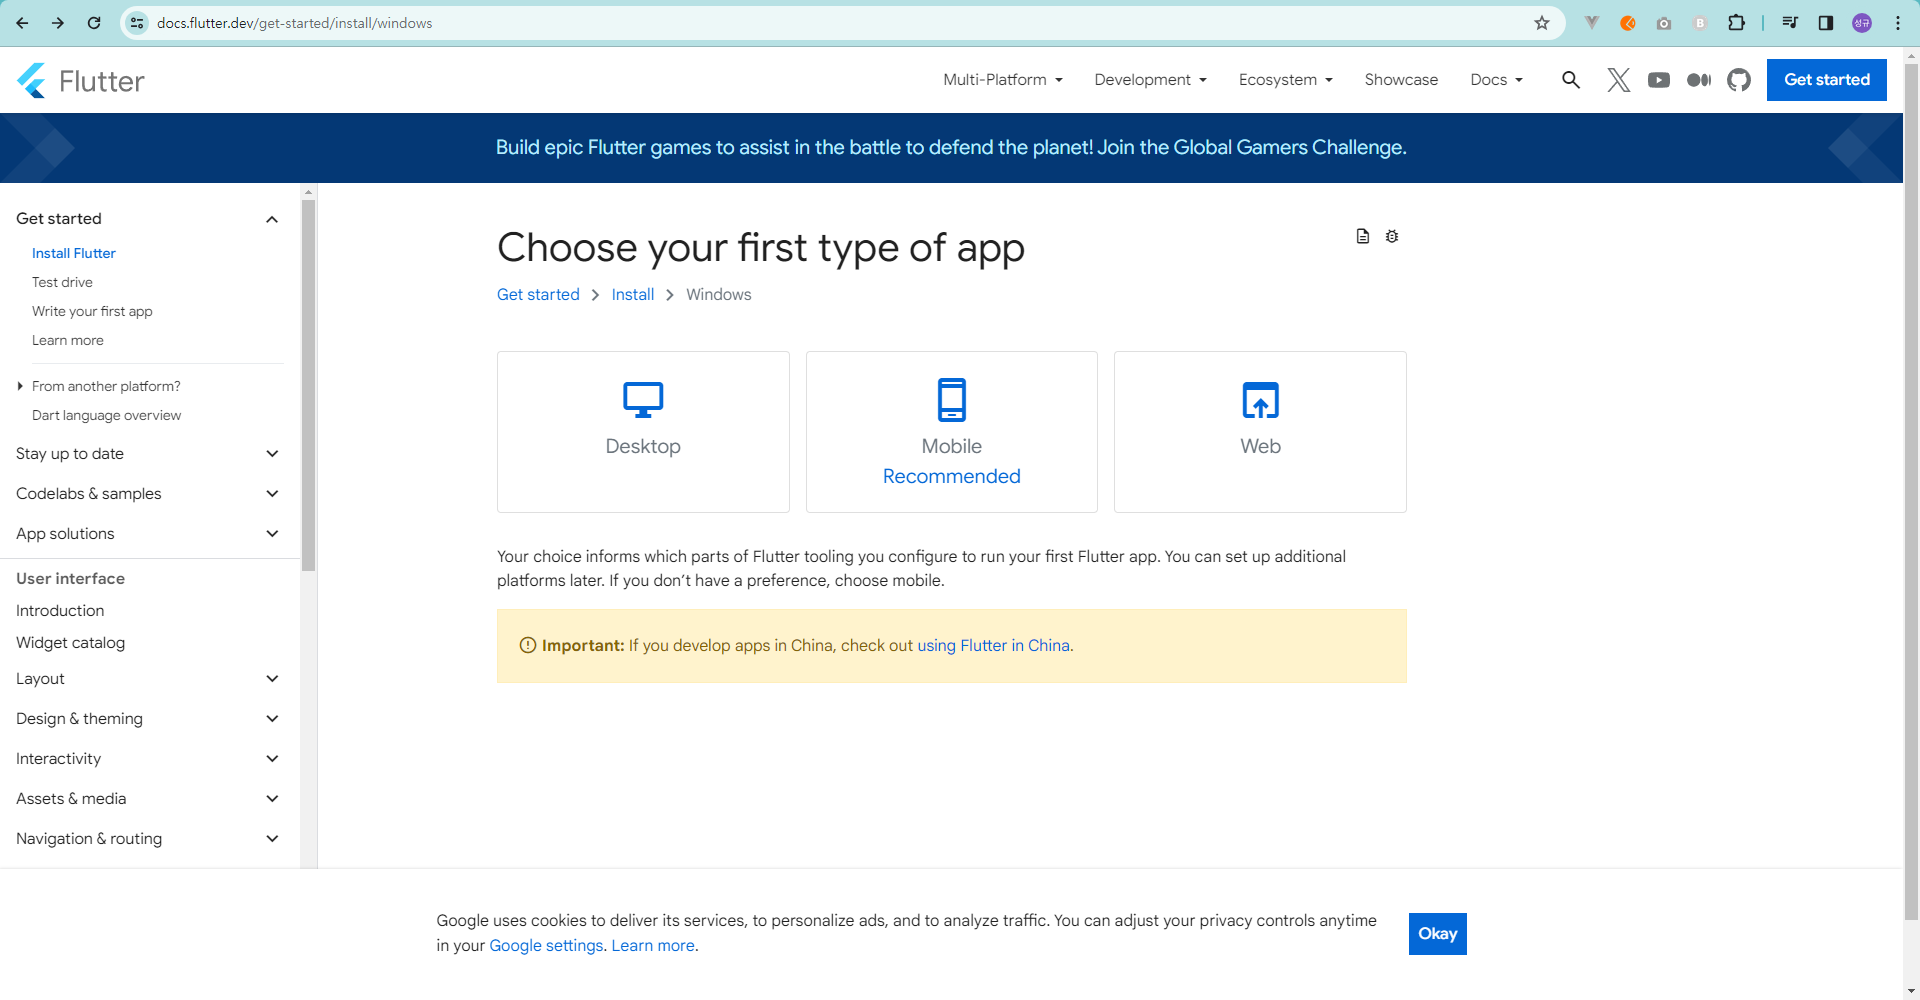 docs.flutter.dev/get-started/install/windows
B
성규
Flutter
Multi-Platform
Development
Ecosystem
Showcase
Docs
Get started
Build epic Flutter games to assist in the battle to defend the planet! Join the Global Gamers Challenge.
Get started
Install Flutter
Test drive
Write your first app
Learn more
From another platform?
Dart language overview
Stay up to date
Codelabs & samples
App solutions
User interface
Introduction
Widget catalog
Layout
Design & theming
Interactivity
Assets & media
Navigation & routing
Choose your first type of app
Get started > Install > Windows
Desktop
Mobile
Recommended
Web
Your choice informs which parts of Flutter tooling you configure to run your first Flutter app. You can set up additional
platforms later. If you don’t have a preference, choose mobile.
Important: If you develop apps in China, check out using Flutter in China.
Google uses cookies to deliver its services, to personalize ads, and to analyze traffic. You can adjust your privacy controls anytime
in your Google settings. Learn more.
Okay